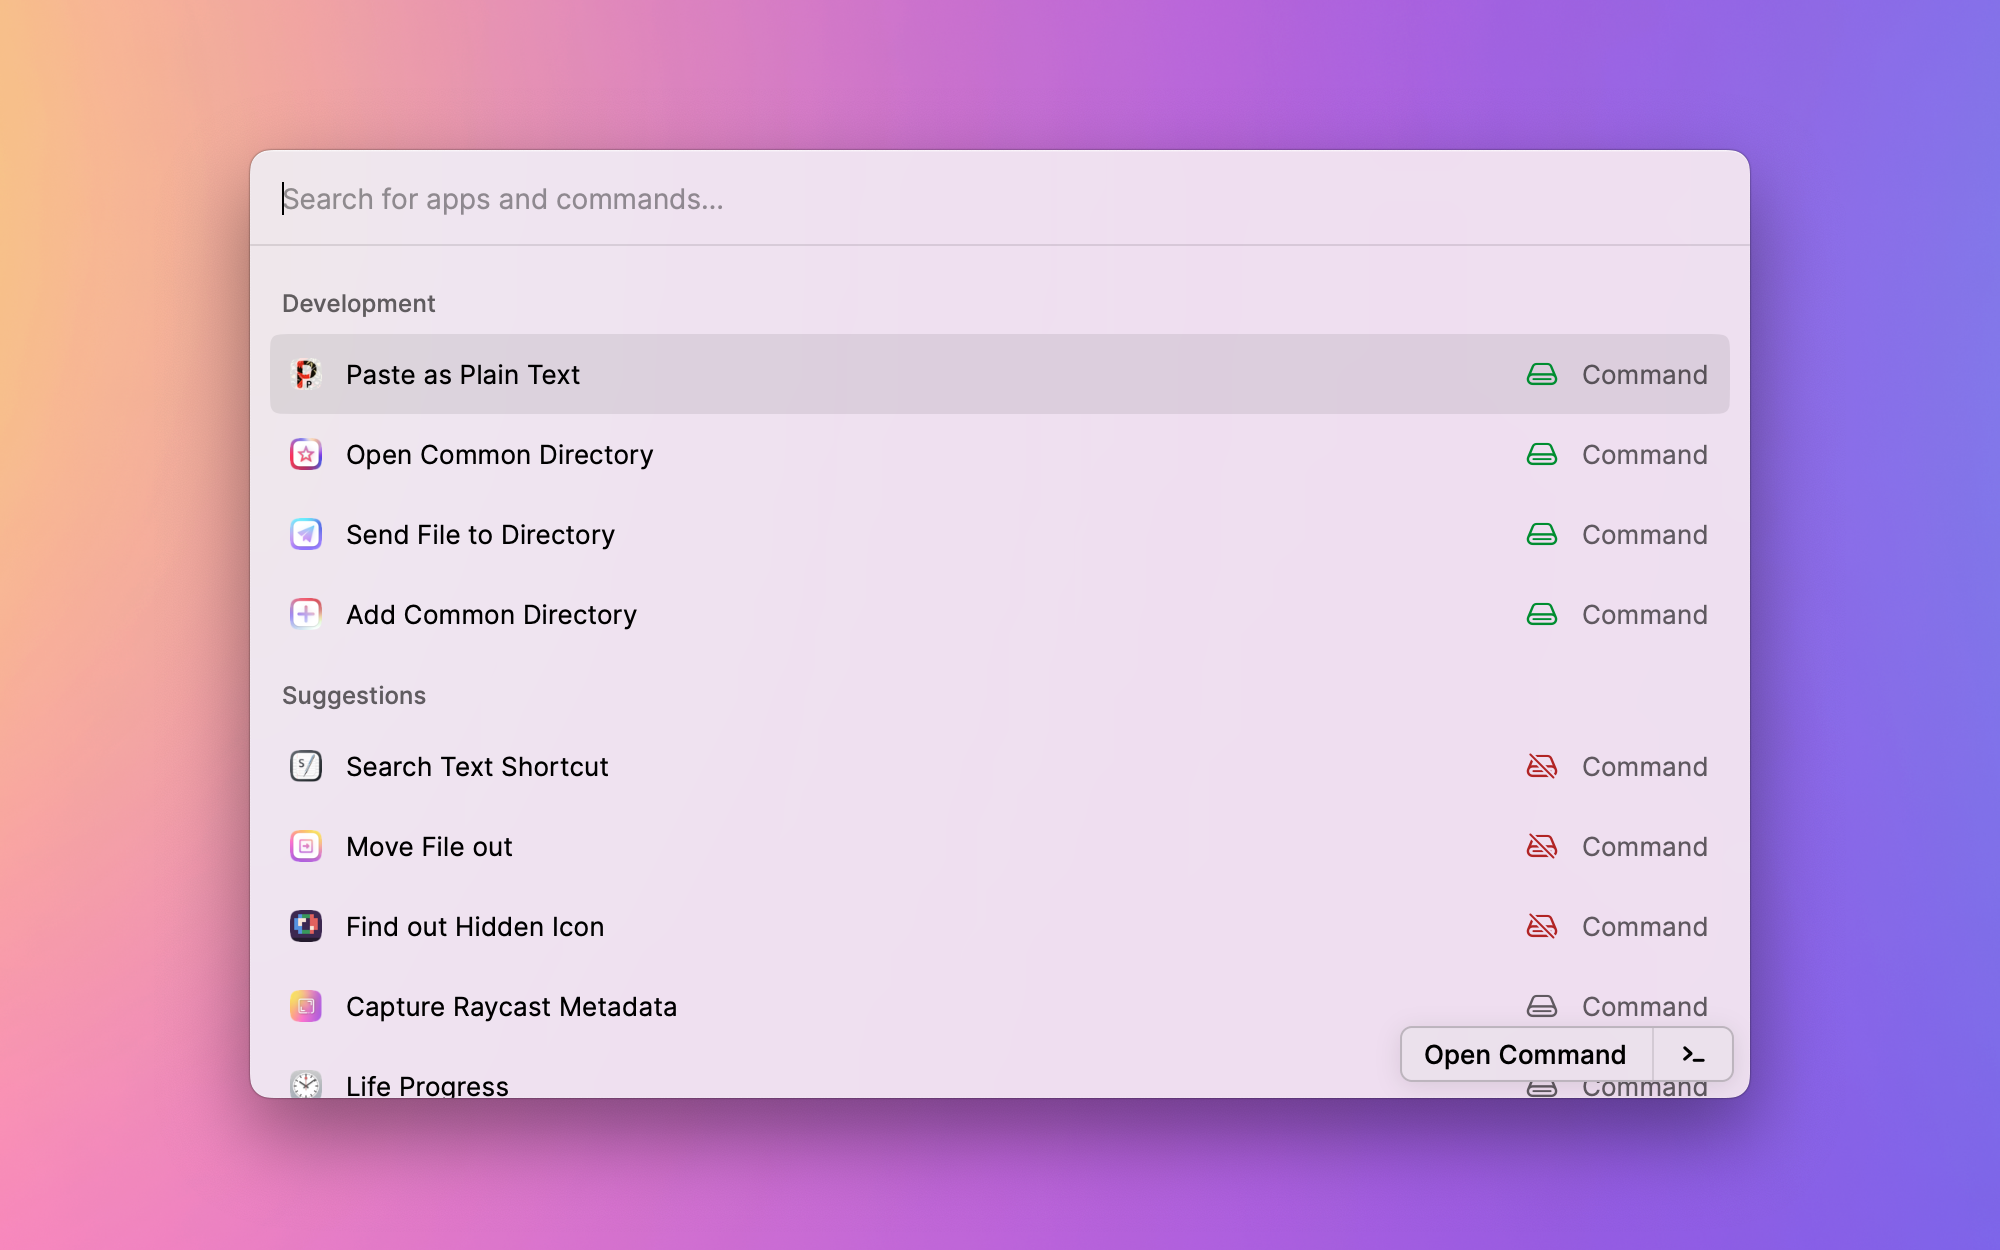 Search for apps and commands...
Development
Paste as Plain Text Command
Open Common Directory Command
Send File to Directory Command
Add Common Directory Command
Suggestions
Search Text Shortcut Command
Move File out Command
Find out Hidden Icon Command
Capture Raycast Metadata Command
Open Command >_
Life Progress Command